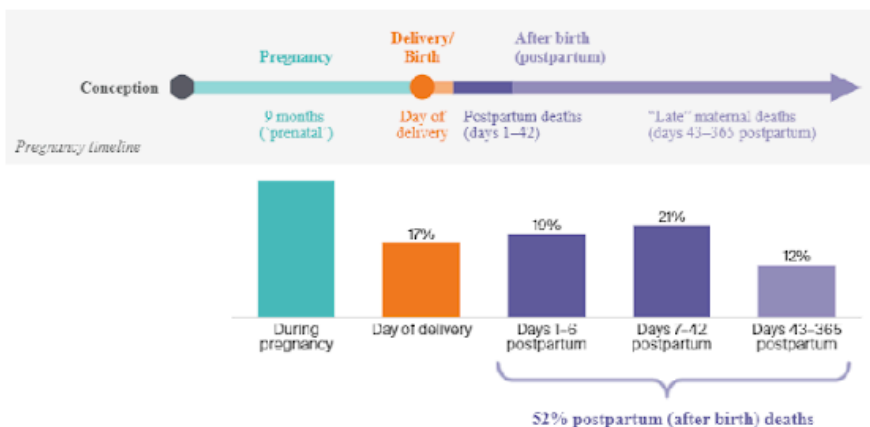 Delivery/
Birth
After birth
(postpartum)
Pregnancy
Conception
9 months
("prenatal")
Day of
delivery
Postpartum deaths
(days 1–42)
"Late" maternal deaths
(days 43–365 postpartum)
Pregnancy timeline
17%
19%
21%
12%
During
pregnancy
Day of delivery
Days 1–6
postpartum
Days 7–42
postpartum
Days 43–365
postpartum
52% postpartum (after birth) deaths